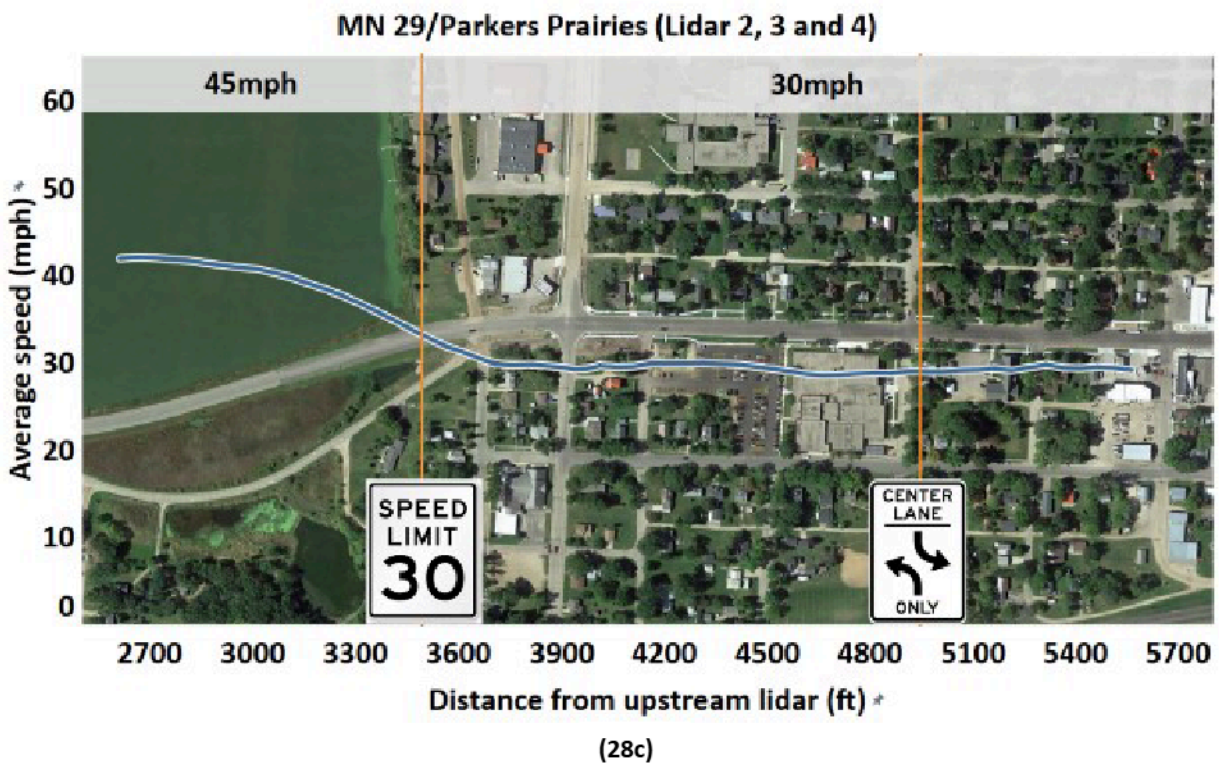 MN 29/Parkers Prairies (Lidar 2, 3 and 4)
45mph
30mph
60
50
40
30
20
10
0
Average speed (mph)
SPEED
LIMIT
30
CENTER
LANE
ONLY
2700 3000 3300 3600 3900 4200 4500 4800 5100 5400 5700
Distance from upstream lidar (ft)
(28c)